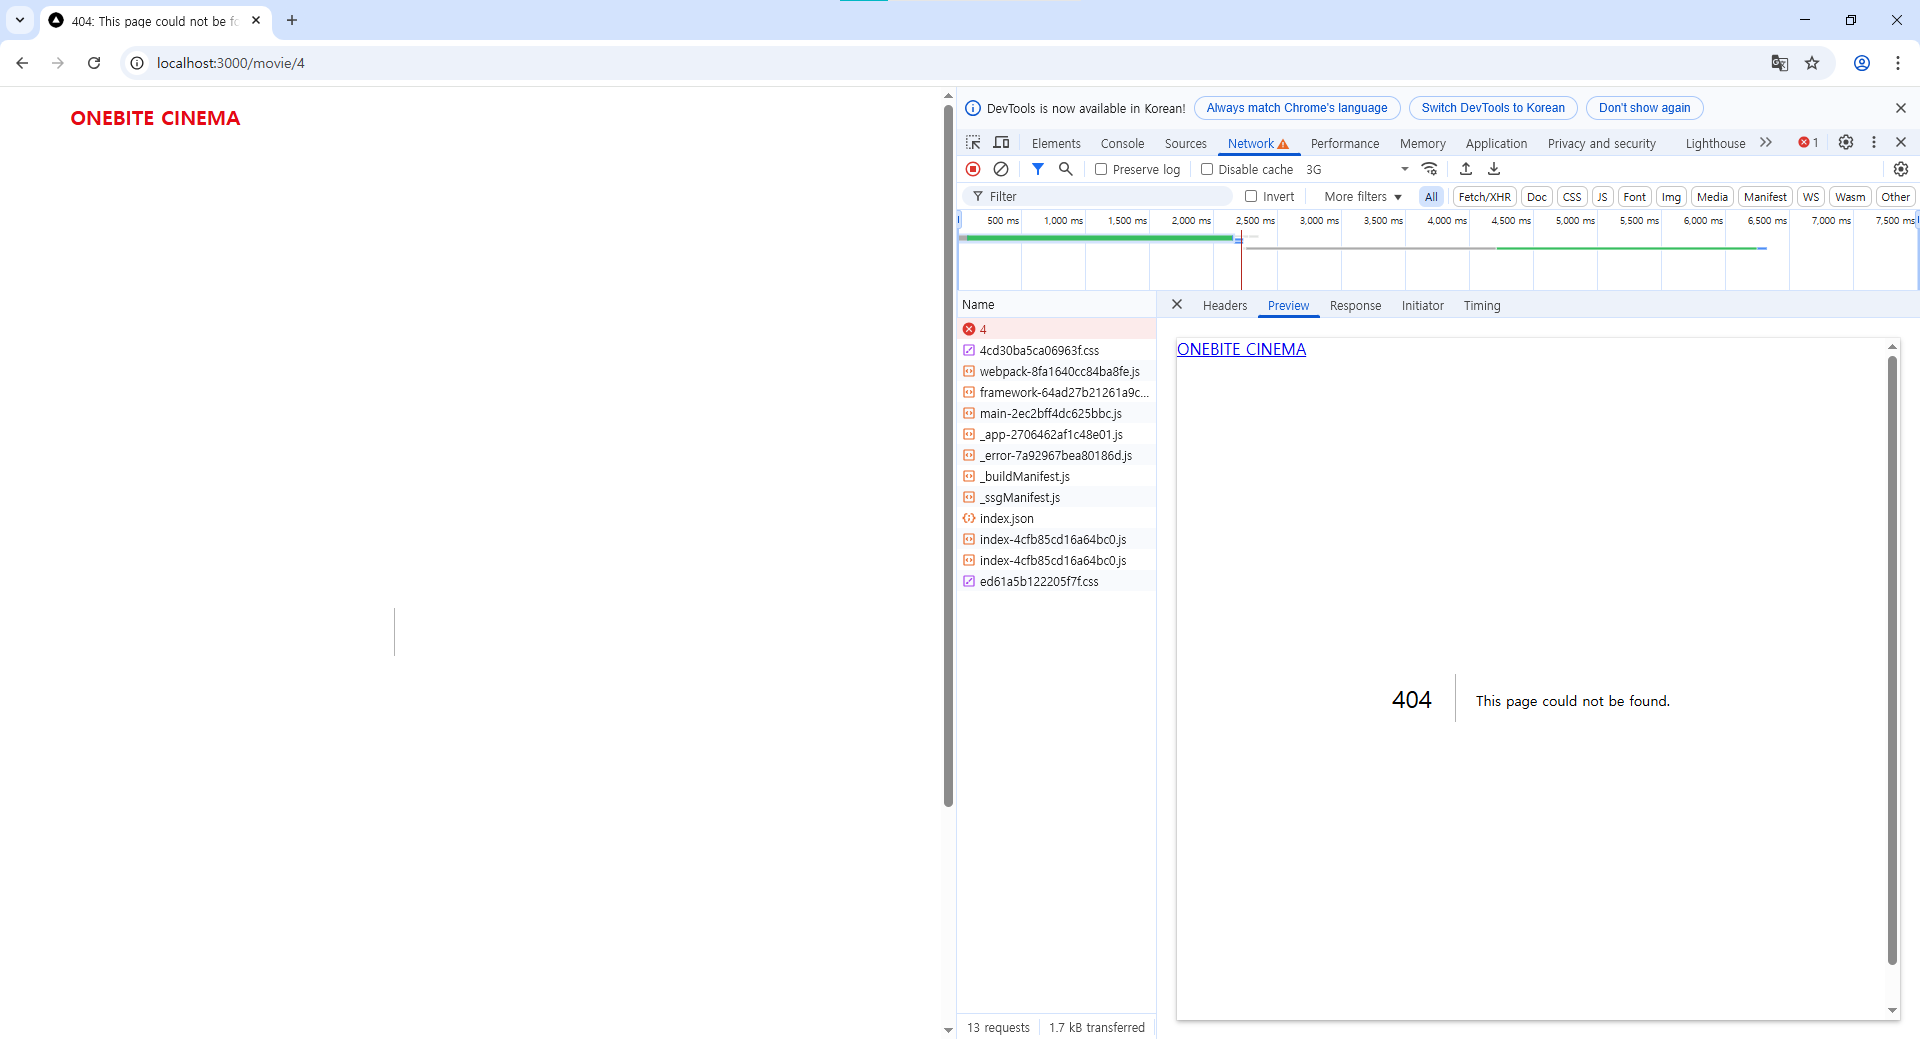 404: This page could not be fo
localhost:3000/movie/4
ONEBITE CINEMA
DevTools is now available in Korean!
Always match Chrome's language
Switch DevTools to Korean
Don't show again
Elements
Console
Sources
Network
Performance
Memory
Application
Privacy and security
Lighthouse
1
Preserve log
Disable cache
3G
Filter
Invert
More filters
All
Fetch/XHR
Doc
CSS
JS
Font
Img
Media
Manifest
WS
Wasm
Other
500 ms
1,000 ms
1,500 ms
2,000 ms
2,500 ms
3,000 ms
3,500 ms
4,000 ms
4,500 ms
5,000 ms
5,500 ms
6,000 ms
6,500 ms
7,000 ms
7,500 ms
Name
4
4cd30ba5ca06963f.css
webpack-8fa1640cc84ba8fe.js
framework-64ad27b21261a9c...
main-2ec2bff4dc625bbc.js
_app-2706462af1c48e01.js
_error-7a92967bea80186d.js
_buildManifest.js
_ssgManifest.js
index.json
index-4cfb85cd16a64bc0.js
index-4cfb85cd16a64bc0.js
ed61a5b122205f7f.css
Headers
Preview
Response
Initiator
Timing
ONEBITE CINEMA
404
This page could not be found.
13 requests
1.7 kB transferred